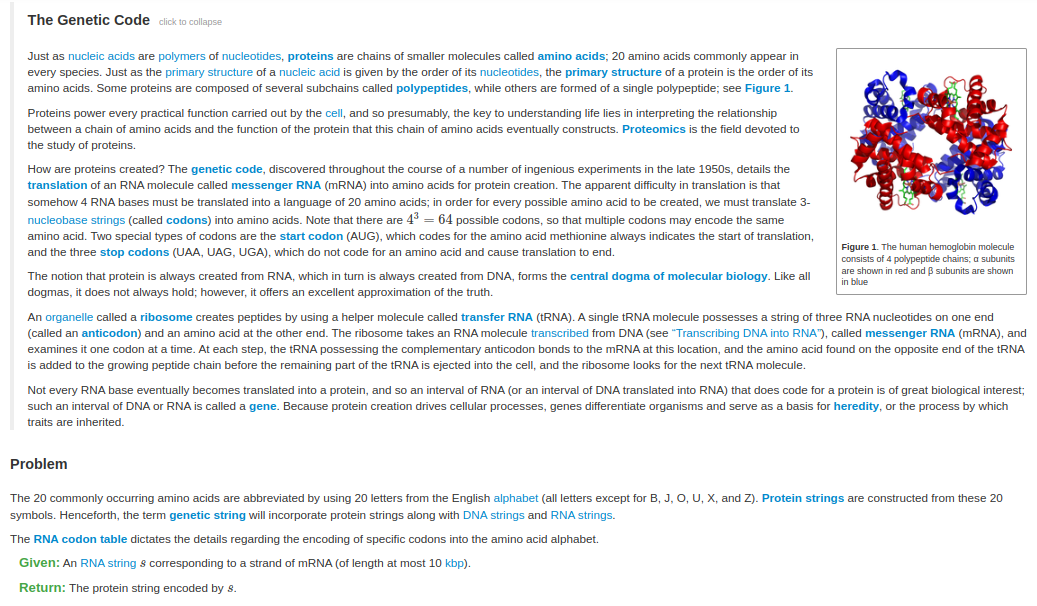 The Genetic Code click to collapse
Just as nucleic acids are polymers of nucleotides, proteins are chains of smaller molecules called amino acids; 20 amino acids commonly appear in
every species. Just as the primary structure of a nucleic acid is given by the order of its nucleotides, the primary structure of a protein is the order of its
amino acids. Some proteins are composed of several subchains called polypeptides, while others are formed of a single polypeptide; see Figure 1.
Proteins power every practical function carried out by the cell, and so presumably, the key to understanding life lies in interpreting the relationship
between a chain of amino acids and the function of the protein that this chain of amino acids eventually constructs. Proteomics is the field devoted to
the study of proteins.
How are proteins created? The genetic code, discovered throughout the course of a number of ingenious experiments in the late 1950s, details the
translation of an RNA molecule called messenger RNA (mRNA) into amino acids for protein creation. The apparent difficulty in translation is that
somehow 4 RNA bases must be translated into a language of 20 amino acids; in order for every possible amino acid to be created, we must translate 3-
nucleobase strings (called codons) into amino acids. Note that there are 4³ = 64 possible codons, so that multiple codons may encode the same
amino acid. Two special types of codons are the start codon (AUG), which codes for the amino acid methionine always indicates the start of translation,
and the three stop codons (UAA, UAG, UGA), which do not code for an amino acid and cause translation to end.
The notion that protein is always created from RNA, which in turn is always created from DNA, forms the central dogma of molecular biology. Like all
dogmas, it does not always hold; however, it offers an excellent approximation of the truth.
Figure 1. The human hemoglobin molecule
consists of 4 polypeptide chains; α subunits
are shown in red and β subunits are shown
in blue
An organelle called a ribosome creates peptides by using a helper molecule called transfer RNA (tRNA). A single tRNA molecule possesses a string of three RNA nucleotides on one end
(called an anticodon) and an amino acid at the other end. The ribosome takes an RNA molecule transcribed from DNA (see “Transcribing DNA into RNA”), called messenger RNA (mRNA), and
examines it one codon at a time. At each step, the tRNA possessing the complementary anticodon bonds to the mRNA at this location, and the amino acid found on the opposite end of the tRNA
is added to the growing peptide chain before the remaining part of the tRNA is ejected into the cell, and the ribosome looks for the next tRNA molecule.
Not every RNA base eventually becomes translated into a protein, and so an interval of RNA (or an interval of DNA translated into RNA) that does code for a protein is of great biological interest;
such an interval of DNA or RNA is called a gene. Because protein creation drives cellular processes, genes differentiate organisms and serve as a basis for heredity, or the process by which
traits are inherited.
Problem
The 20 commonly occurring amino acids are abbreviated by using 20 letters from the English alphabet (all letters except for B, J, O, U, X, and Z). Protein strings are constructed from these 20
symbols. Henceforth, the term genetic string will incorporate protein strings along with DNA strings and RNA strings.
The RNA codon table dictates the details regarding the encoding of specific codons into the amino acid alphabet.
Given: An RNA string s corresponding to a strand of mRNA (of length at most 10 kbp).
Return: The protein string encoded by s.